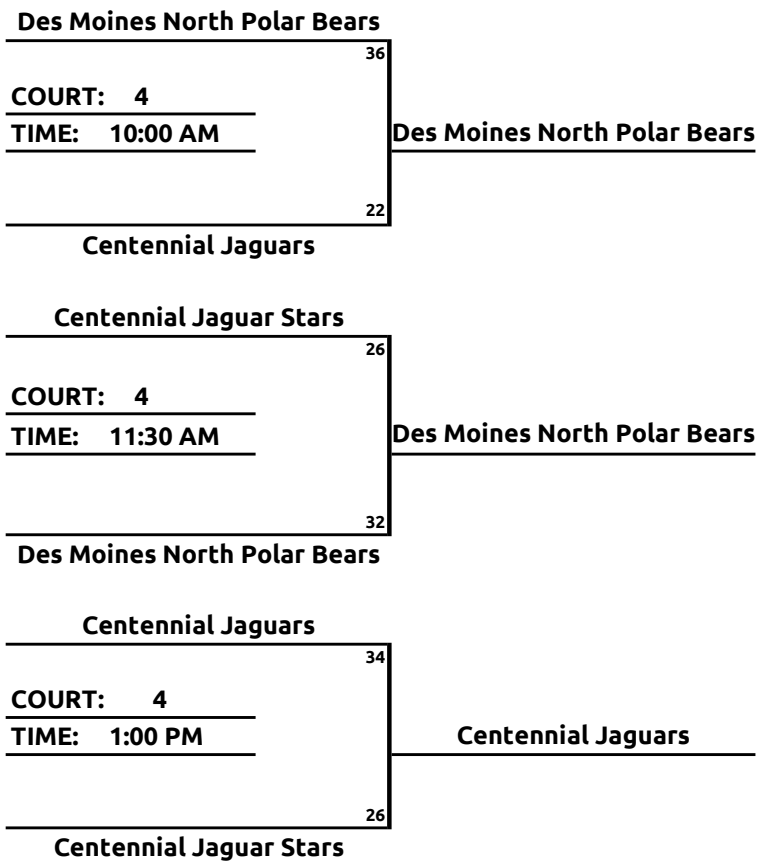 Des Moines North Polar Bears
36
COURT: 4
TIME: 10:00 AM
Des Moines North Polar Bears
22
Centennial Jaguars
Centennial Jaguar Stars
26
COURT: 4
TIME: 11:30 AM
Des Moines North Polar Bears
32
Des Moines North Polar Bears
Centennial Jaguars
34
COURT: 4
TIME: 1:00 PM
Centennial Jaguars
26
Centennial Jaguar Stars